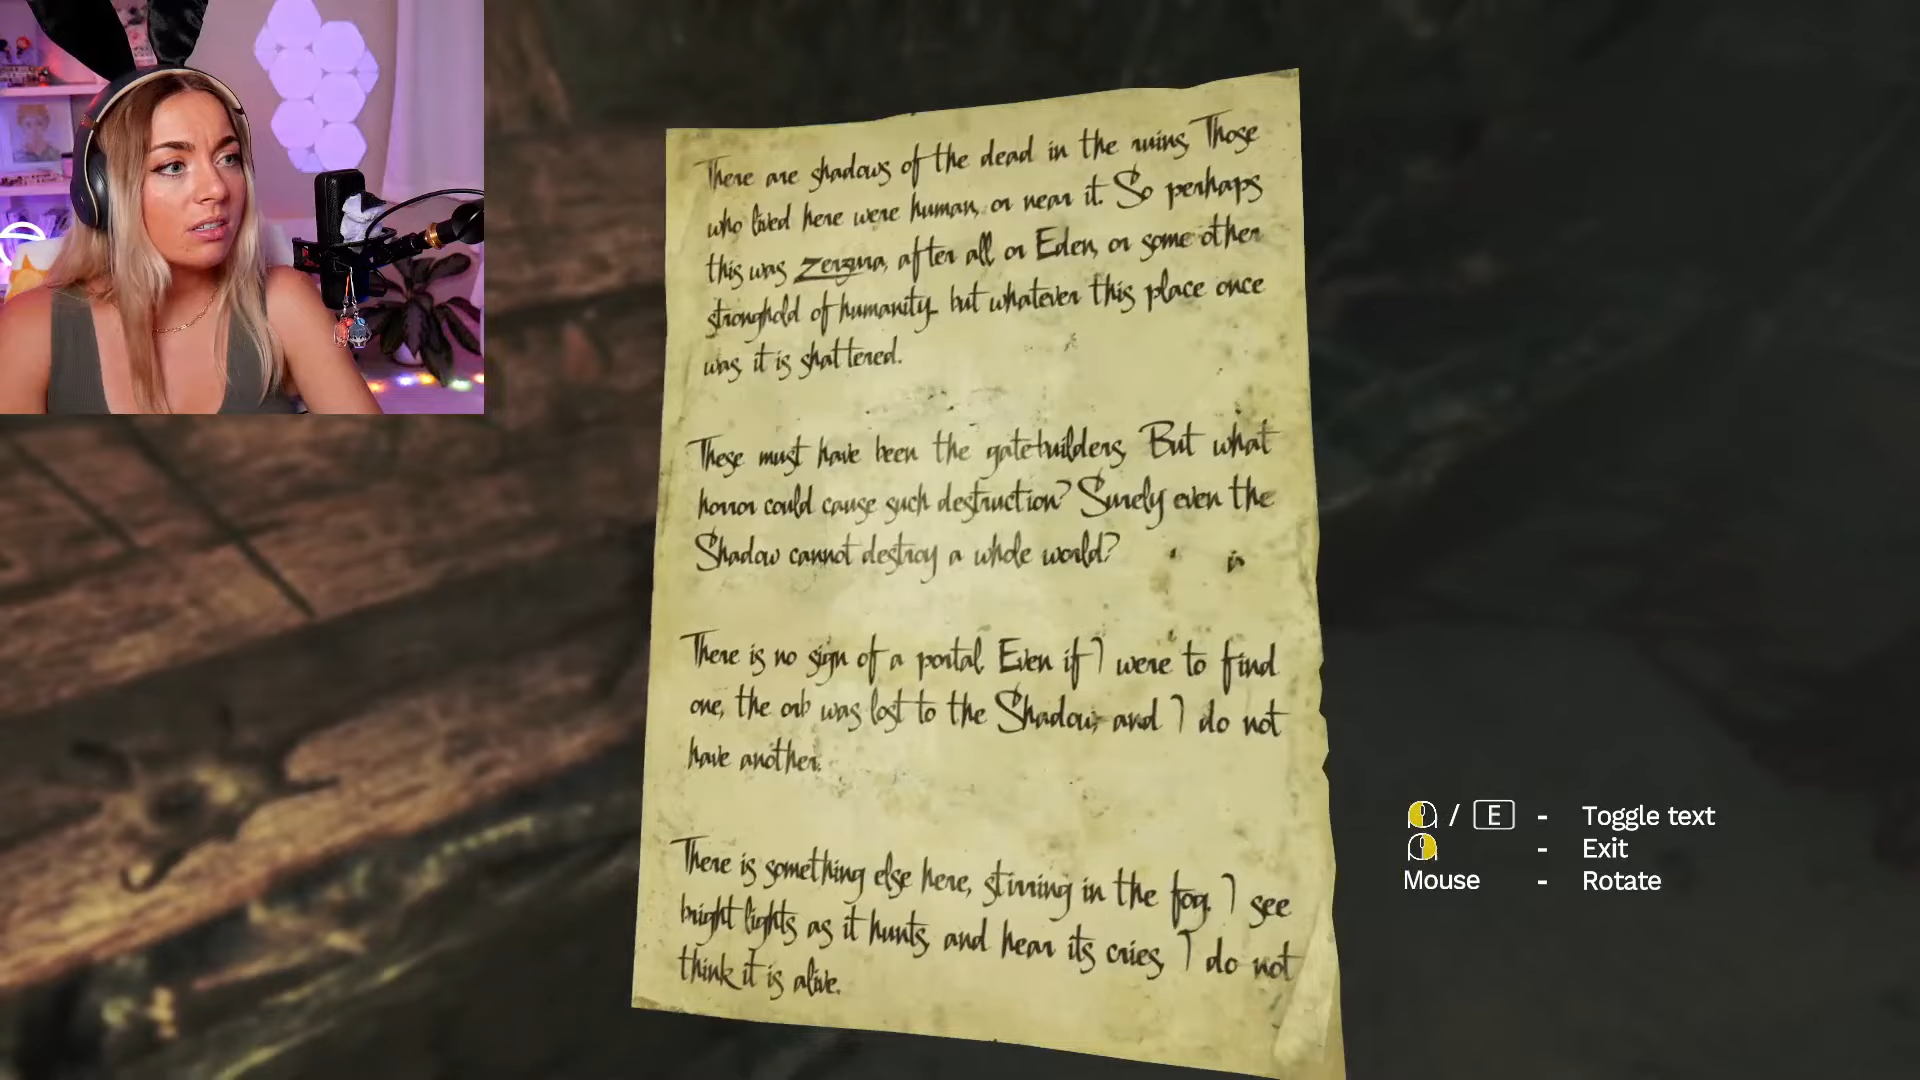 There are shadows of the dead in the ruins. Those
who lived here were human, or near it. So perhaps
this was Zerzura, after all, or Eden, or some other
stronghold of humanity, but whatever this place once
was, it is shattered.
These must have been the gate-builders. But what
horror could cause such destruction? Surely even the
Shadow cannot destroy a whole world?
There is no sign of a portal. Even if I were to find
one, the orb was lost to the Shadow, and I do not
have another.
There is something else here, stirring in the fog. I see
bright lights as it hunts, and hear its cries. I do not
think it is alive.
/ E - Toggle text
- Exit
Mouse - Rotate